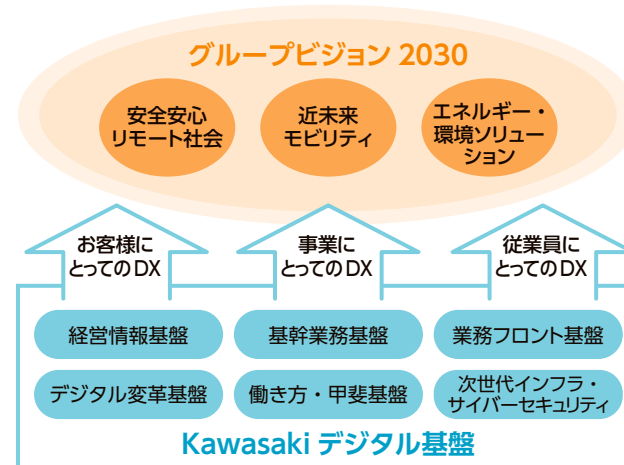 グループビジョン 2030
安全安心
リモート社会
近未来
モビリティ
エネルギー・
環境ソリュー
ション
お客様に
とってのDX
事業に
とってのDX
従業員に
とってのDX
経営情報基盤
基幹業務基盤
業務フロント基盤
デジタル変革基盤
働き方・甲斐基盤
次世代インフラ・
サイバーセキュリティ
Kawasaki デジタル基盤